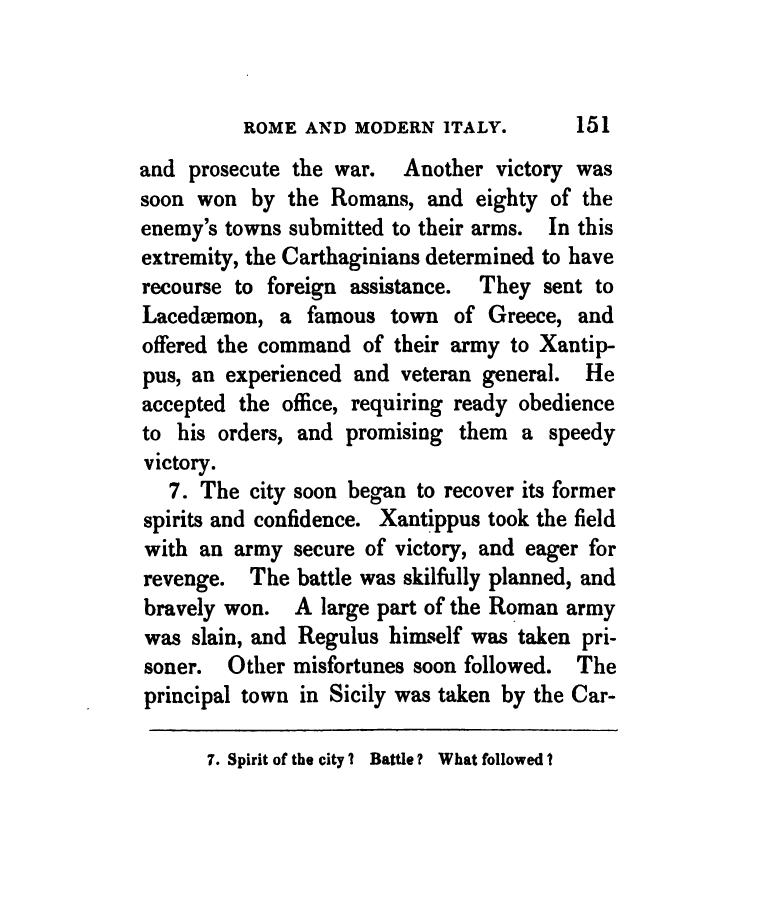 ROME AND MODERN ITALY. 151
and prosecute the war. Another victory was
soon won by the Romans, and eighty of the
enemy's towns submitted to their arms. In this
extremity, the Carthaginians determined to have
recourse to foreign assistance. They sent to
Lacedæmon, a famous town of Greece, and
offered the command of their army to Xantip-
pus, an experienced and veteran general. He
accepted the office, requiring ready obedience
to his orders, and promising them a speedy
victory.
7. The city soon began to recover its former
spirits and confidence. Xantippus took the field
with an army secure of victory, and eager for
revenge. The battle was skilfully planned, and
bravely won. A large part of the Roman army
was slain, and Regulus himself was taken pri-
soner. Other misfortunes soon followed. The
principal town in Sicily was taken by the Car-
7. Spirit of the city? Battle? What followed?